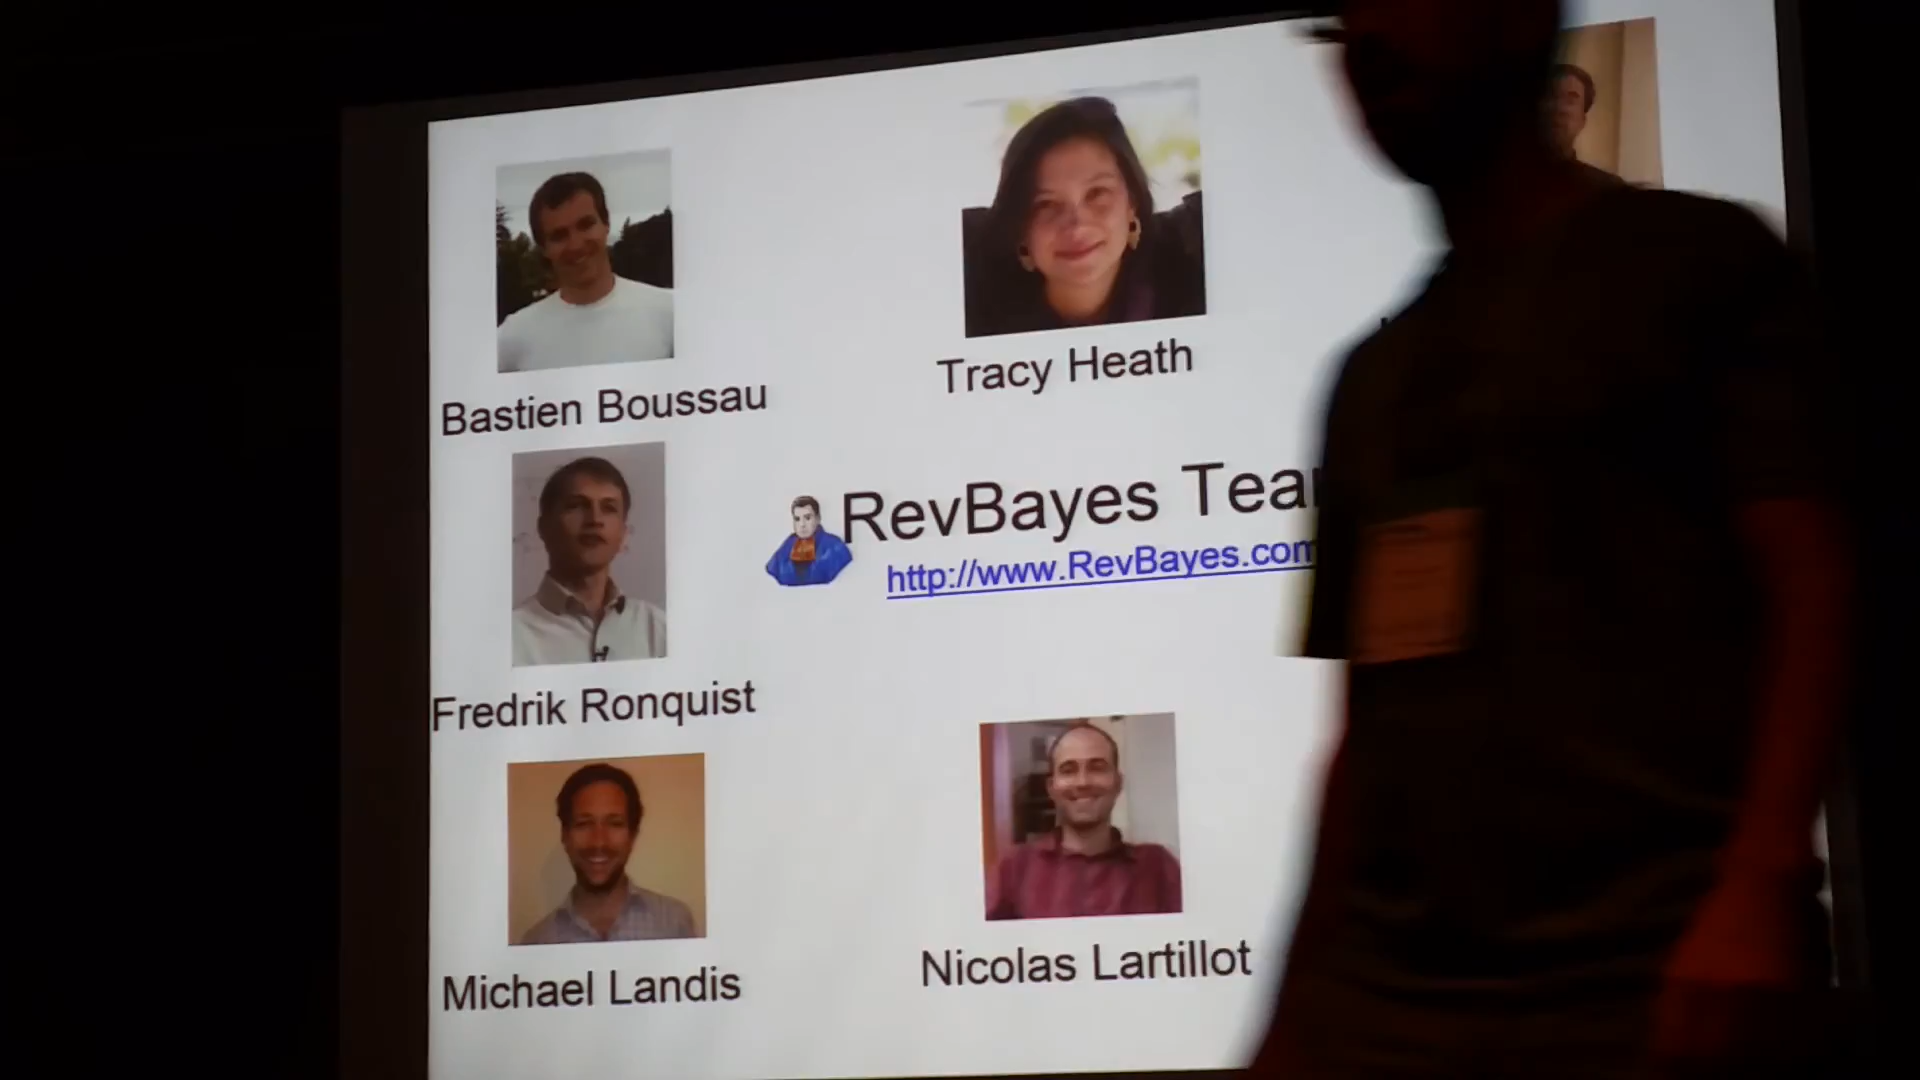 Bastien Boussau
Tracy Heath
RevBayes Tea
http://www.RevBayes.com
Fredrik Ronquist
Michael Landis
Nicolas Lartillot